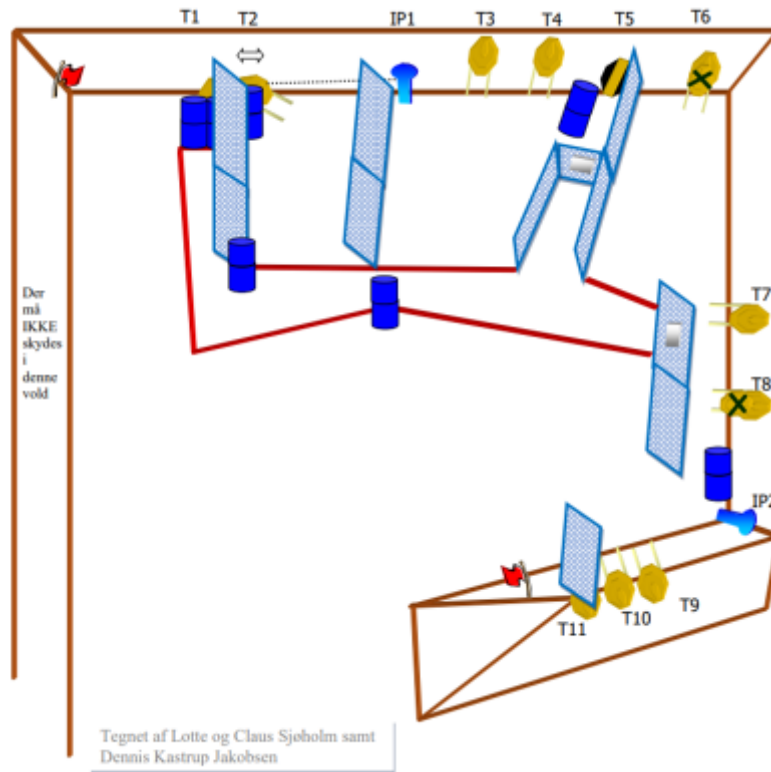 T1
T2
IP1
T3
T4
T5
T6
T7
T8
IP2
T9
T10
T11
Der
må
IKKE
skydes
i
denne
vold
Tegnet af Lotte og Claus Sjøholm samt
Dennis Kastrup Jakobsen